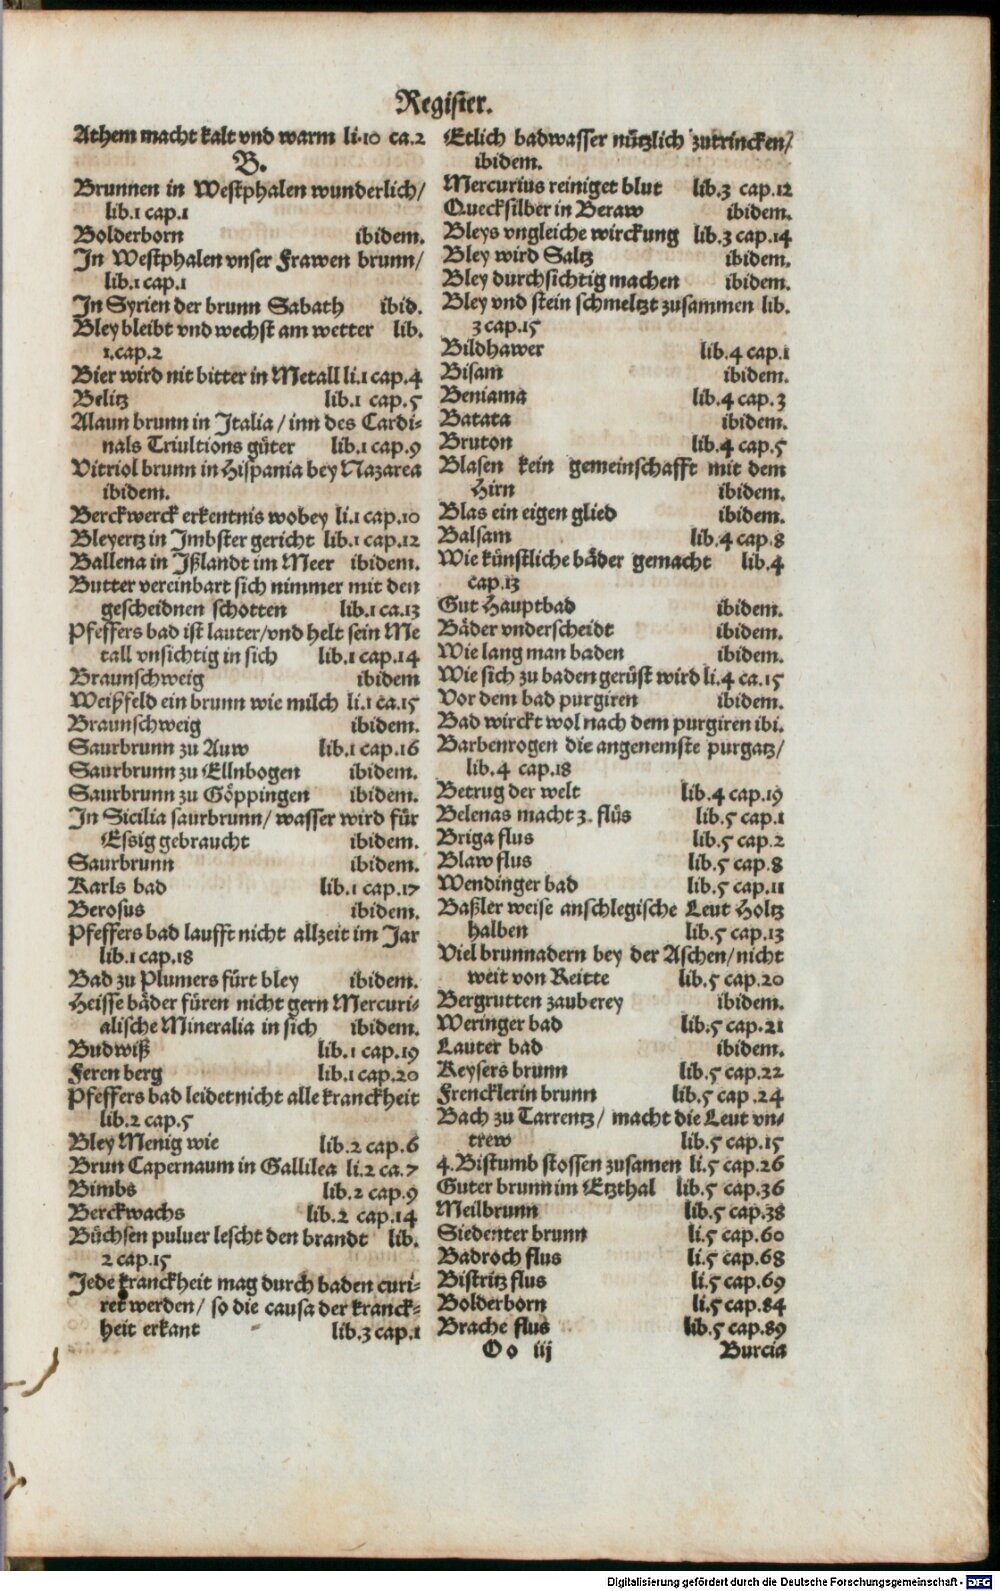 Register.
Athem macht kalt vnd warm li.10 ca.2
B.
Brunnen in Westphalen wunderlich/
lib.1 cap.1
Bolderborn ibidem.
In Westphalen vnser Frawen brunn/
lib.1 cap.1
In Syrien der brunn Sabath ibid.
Bley bleibt vnd wechst am wetter lib.
1.cap.2
Bier wird nit bitter in Metall li.1 cap.4
Belitz lib.1 cap.5
Alaun brunn in Italia / inn des Cardi-
nals Triultions güter lib.1 cap.9
Vitriol brunn in Hispania bey Nazarea
ibidem.
Berckwerck erkentnis wobey li.1 cap.10
Bleyertz in Imbster gericht lib.1 cap.12
Ballena in Ißlandt im Meer ibidem.
Butter vereinbart sich nimmer mit den
gescheidnen schotten lib.1 ca.13
Pfeffers bad ist lauter/vnd helt sein Me
tall vnsichtig in sich lib.1 cap.14
Braunschweig ibidem
Weißfeld ein brunn wie milch li.1 ca.15
Braunschweig ibidem.
Saurbrunn zu Auw lib.1 cap.16
Saurbrunn zu Ellnbogen ibidem.
Saurbrunn zu Göppingen ibidem.
In Sicilia saurbrunn/ wasser wird für
Essig gebraucht ibidem.
Saurbrunn ibidem.
Karls bad lib.1 cap.17
Berosus ibidem.
Pfeffers bad laufft nicht allzeit im Jar
lib.1 cap.18
Bad zu Plumers fürt bley ibidem.
Heisse bäder füren nicht gern Mercuri-
alische Mineralia in sich ibidem.
Budwiß lib.1 cap.19
Feren berg lib.1 cap.20
Pfeffers bad leidet nicht alle kranckheit
lib.2 cap.5
Bley Menig wie lib.2 cap.6
Brun Capernaum in Gallilea li.2 ca.7
Bimbs lib.2 cap.9
Berckwachs lib.2 cap.14
Büchsen puluer lescht den brandt lib.
2 cap.15
Jede kranckheit mag durch baden curi-
ret werden/ so die causa der kranck-
heit erkant lib.3 cap.1
Etlich badwasser nützlich zutrincken/
ibidem.
Mercurius reiniget blut lib.3 cap.12
Quecksilber in Beraw ibidem.
Bleys vngleiche wirckung lib.3 cap.14
Bley wird Saltz ibidem.
Bley durchsichtig machen ibidem.
Bley vnd stein schmeltzt zusammen lib.
3 cap.15
Bildhawer lib.4 cap.1
Bisam ibidem.
Beniama lib.4 cap.3
Batata ibidem.
Bruton lib.4 cap.5
Blasen kein gemeinschafft mit dem
Hirn ibidem.
Blas ein eigen glied ibidem.
Balsam lib.4 cap.8
Wie künstliche bäder gemacht lib.4
cap.13
Gut Hauptbad ibidem.
Bäder vnderscheidt ibidem.
Wie lang man baden ibidem.
Wie sich zu baden gerüst wird li.4 ca.15
Vor dem bad purgiren ibidem.
Bad wirckt wol nach dem purgiren ibi.
Barbenrogen die angenemste purgatz/
lib.4 cap.18
Betrug der welt lib.4 cap.19
Belenas macht 3. flüs lib.5 cap.1
Briga flus lib.5 cap.2
Blaw flus lib.5 cap.8
Wendinger bad lib.5 cap.11
Baßler weise anschlegische Leut Holtz
halben lib.5 cap.13
Viel brunnadern bey der Aschen/nicht
weit von Reitte lib.5 cap.20
Bergrutten zauberey ibidem.
Weringer bad lib.5 cap.21
Lauter bad ibidem.
Keysers brunn lib.5 cap.22
Frencklerin brunn lib.5 cap.24
Bach zu Tarrentz/ macht die Leut vn-
trew lib.5 cap.15
4. Bistumb stossen zusamen li.5 cap.26
Guter brunn im Etzthal lib.5 cap.36
Meilbrunn lib.5 cap.38
Siedenter brunn li.5 cap.60
Badroch flus li.5 cap.68
Bistritz flus li.5 cap.69
Bolderborn li.5 cap.84
Brache flus lib.5 cap.89
Oo iij Burcia
Digitalisierung gefördert durch die Deutsche Forschungsgemeinschaft - DFG